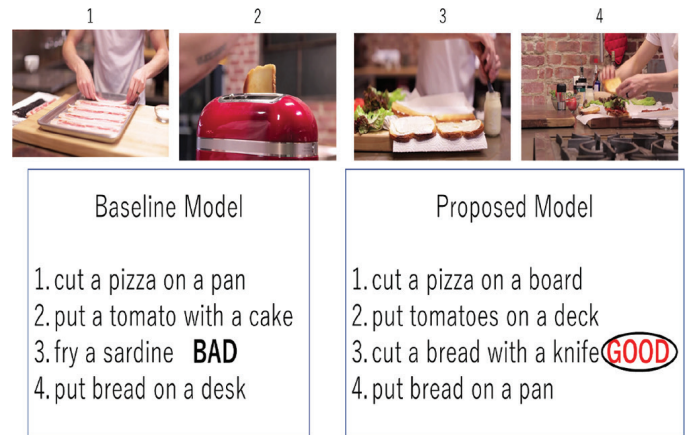 1 2 3 4
Baseline Model
1. cut a pizza on a pan
2. put a tomato with a cake
3. fry a sardine BAD
4. put bread on a desk
Proposed Model
1. cut a pizza on a board
2. put tomatoes on a deck
3. cut a bread with a knife GOOD
4. put bread on a pan